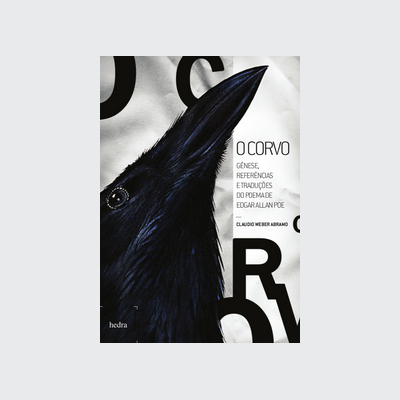 O CORVO
GÊNESE,
REFERÊNCIAS
E TRADUÇÕES
DO POEMA DE
EDGAR ALLAN POE
CLAUDIO WEBER ABRAMO
hedra